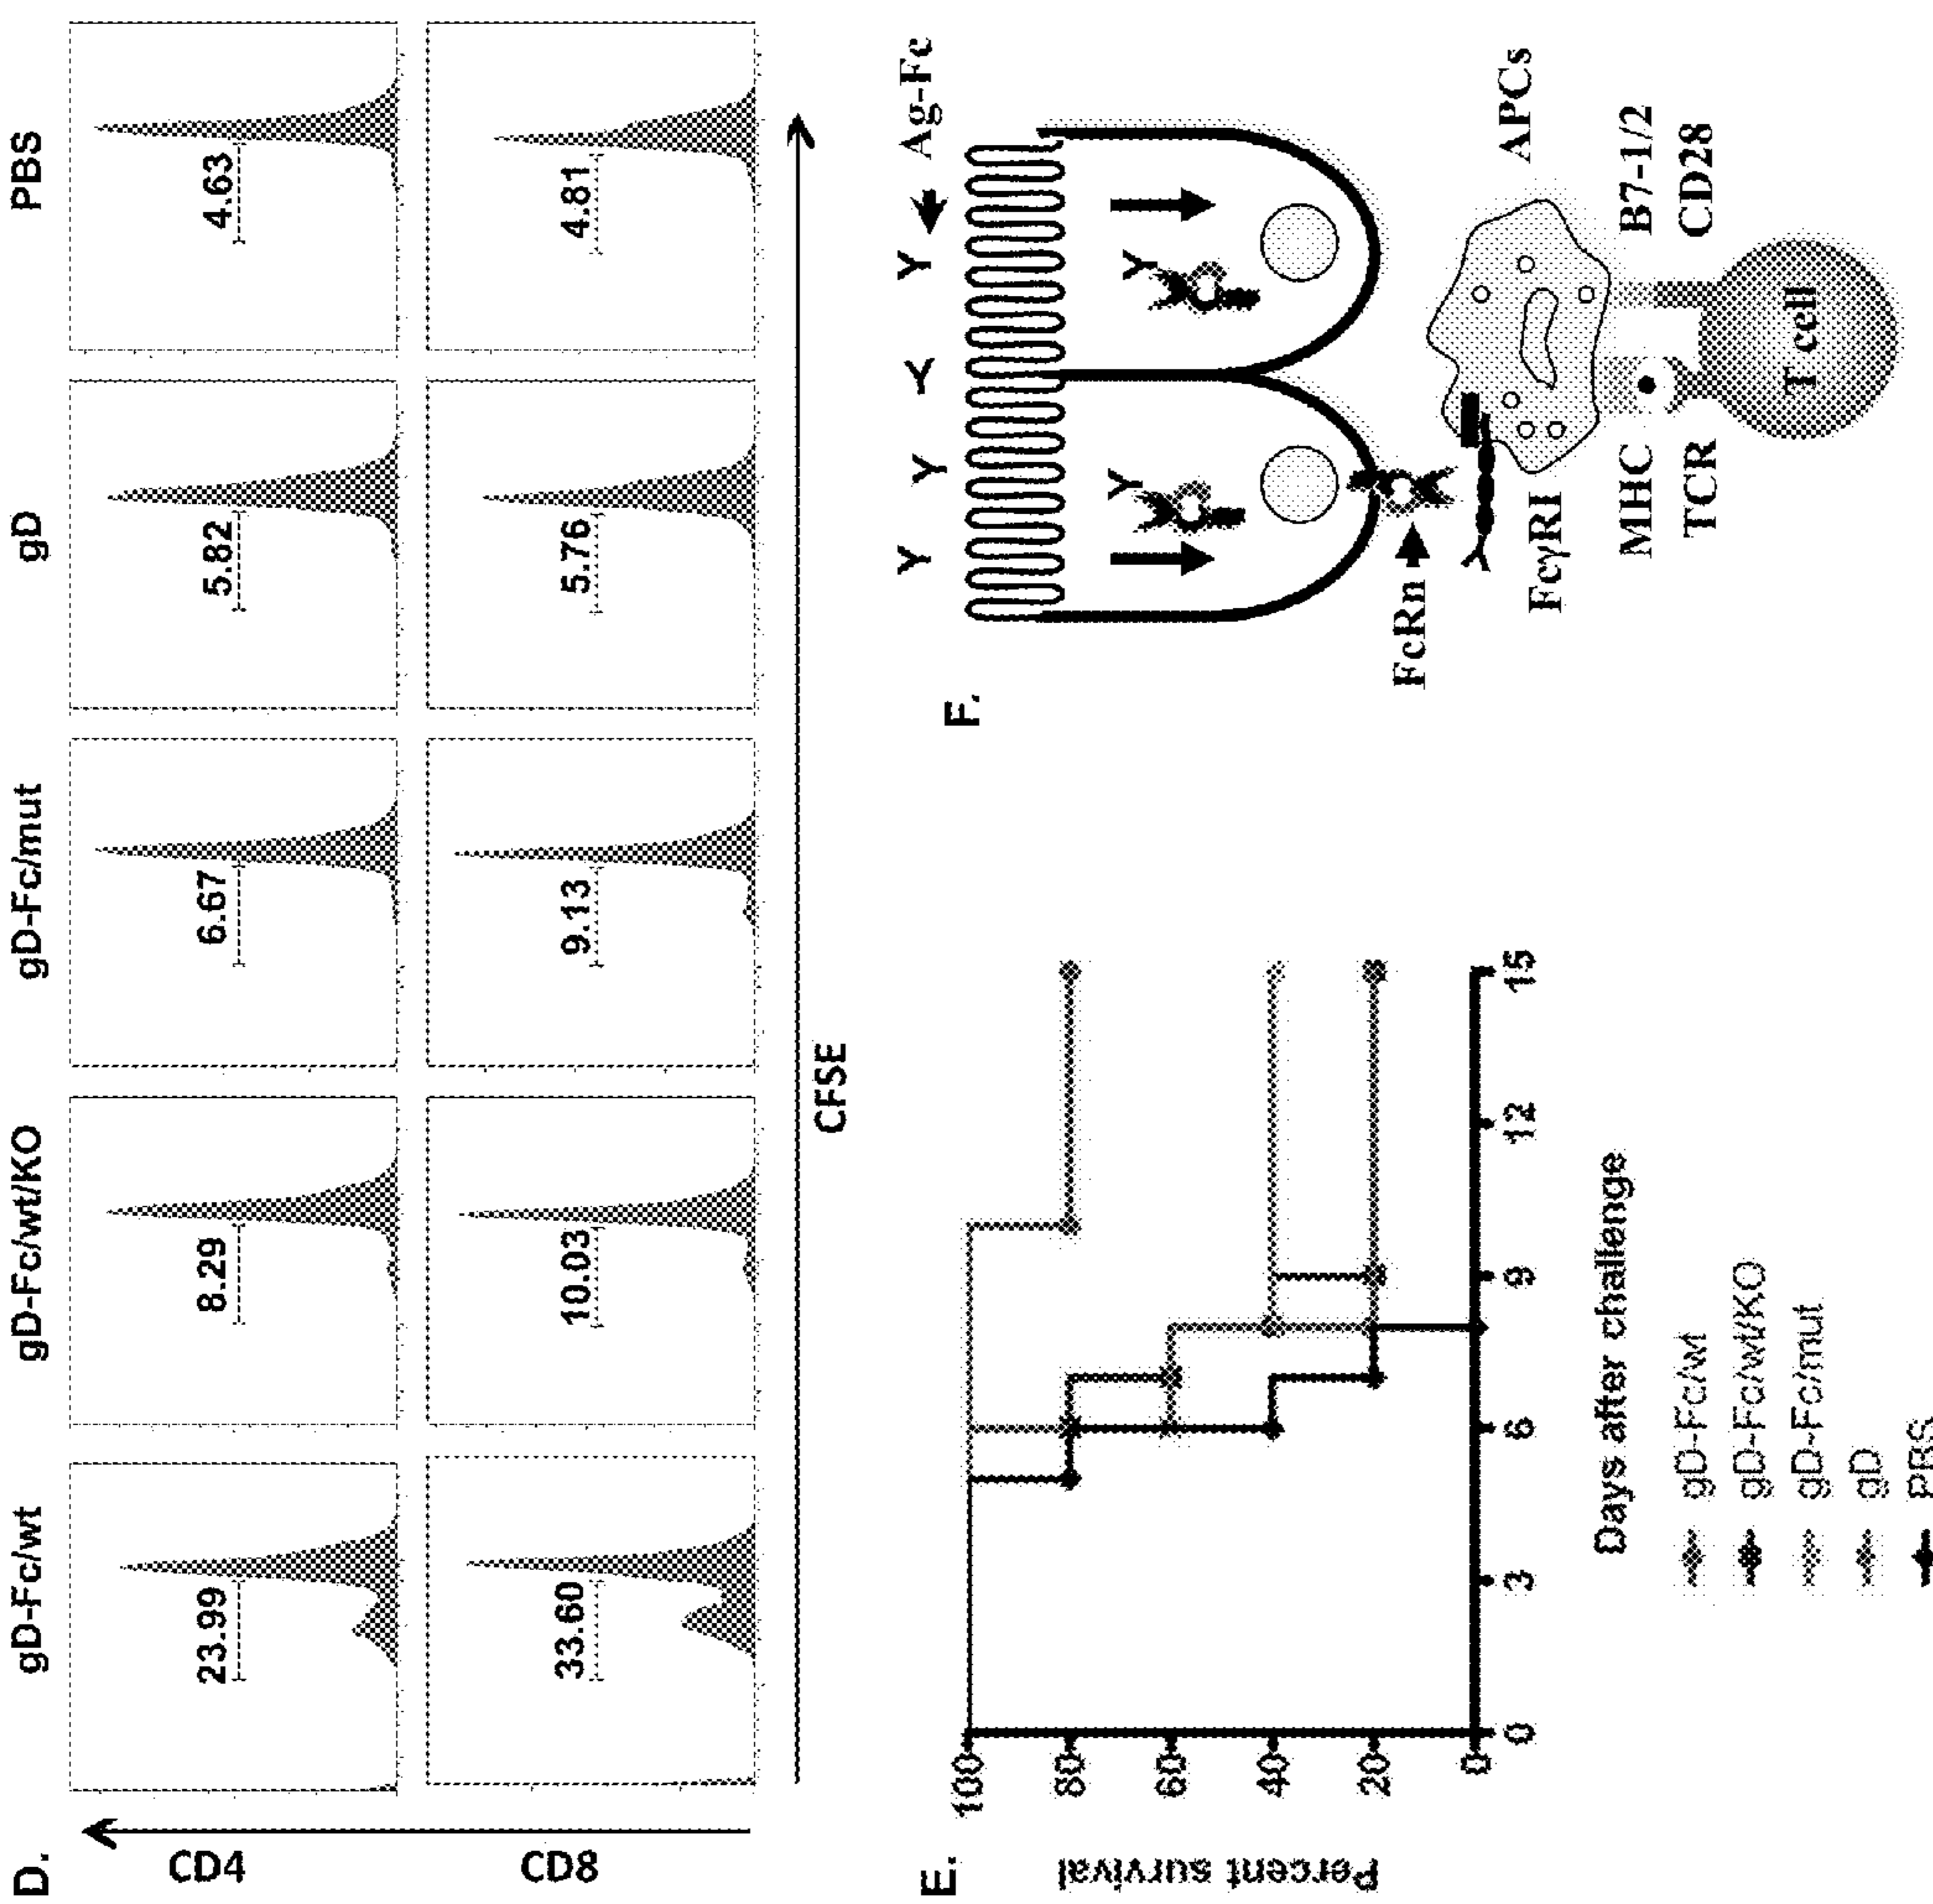 D.
gD-Fc/wt
gD-Fc/wt/KO
gD-Fc/mut
gD
PBS
CD4
23.99
8.29
6.67
5.82
4.63
CD8
33.60
10.03
9.13
5.76
4.81
CFSE
E.
Percent survival
100
80
60
40
20
0
0
3
6
9
12
15
Days after challenge
gD-Fc/wt
gD-Fc/wt/KO
gD-Fc/mut
gD
PBS
F.
Y Y Y Y Ag-Fc
Y Y
FcRn
FcγRI
APCs
MHC
B7-1/2
TCR
CD28
T cell